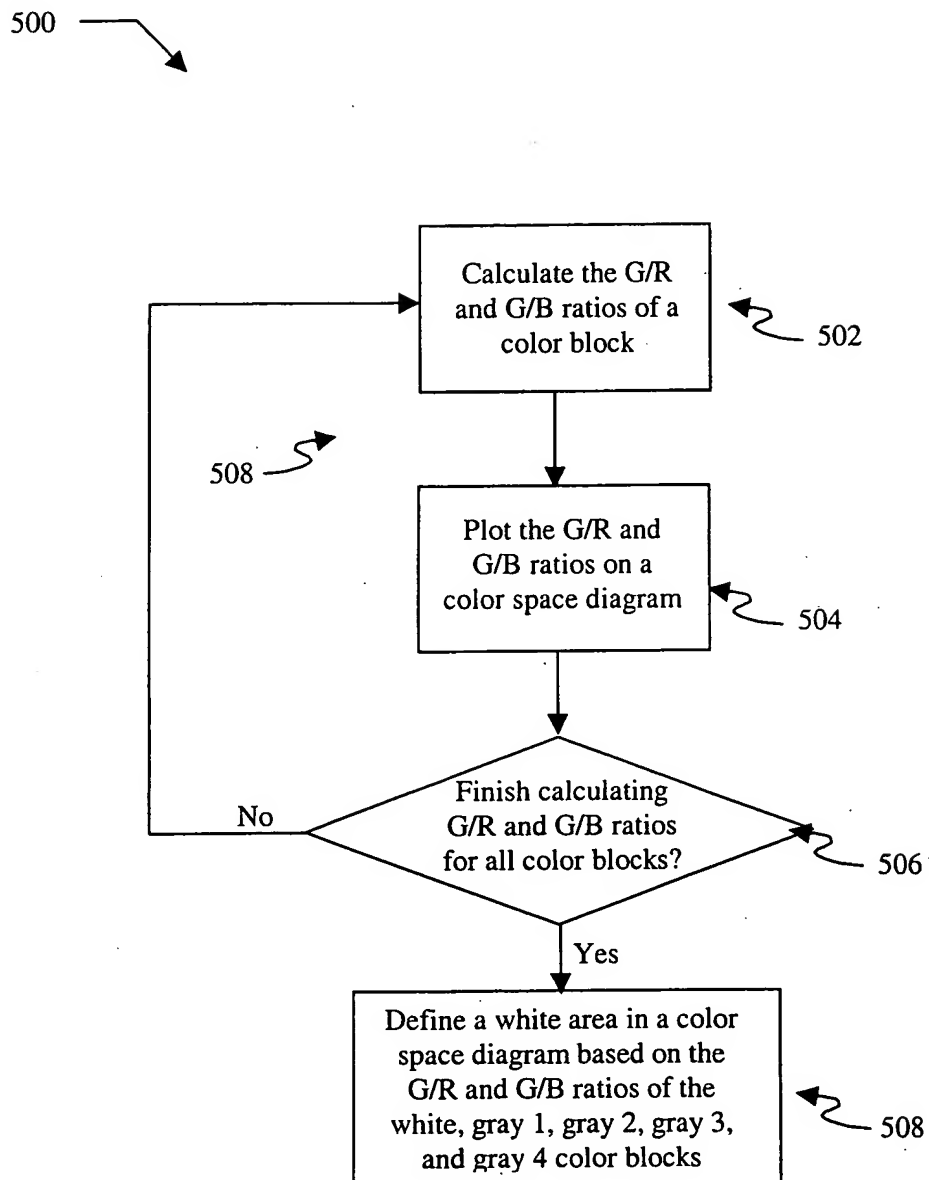 500
Calculate the G/R
and G/B ratios of a
color block
502
508
Plot the G/R and
G/B ratios on a
color space diagram
504
Finish calculating
G/R and G/B ratios
for all color blocks?
No
506
Yes
Define a white area in a color
space diagram based on the
G/R and G/B ratios of the
white, gray 1, gray 2, gray 3,
and gray 4 color blocks
508